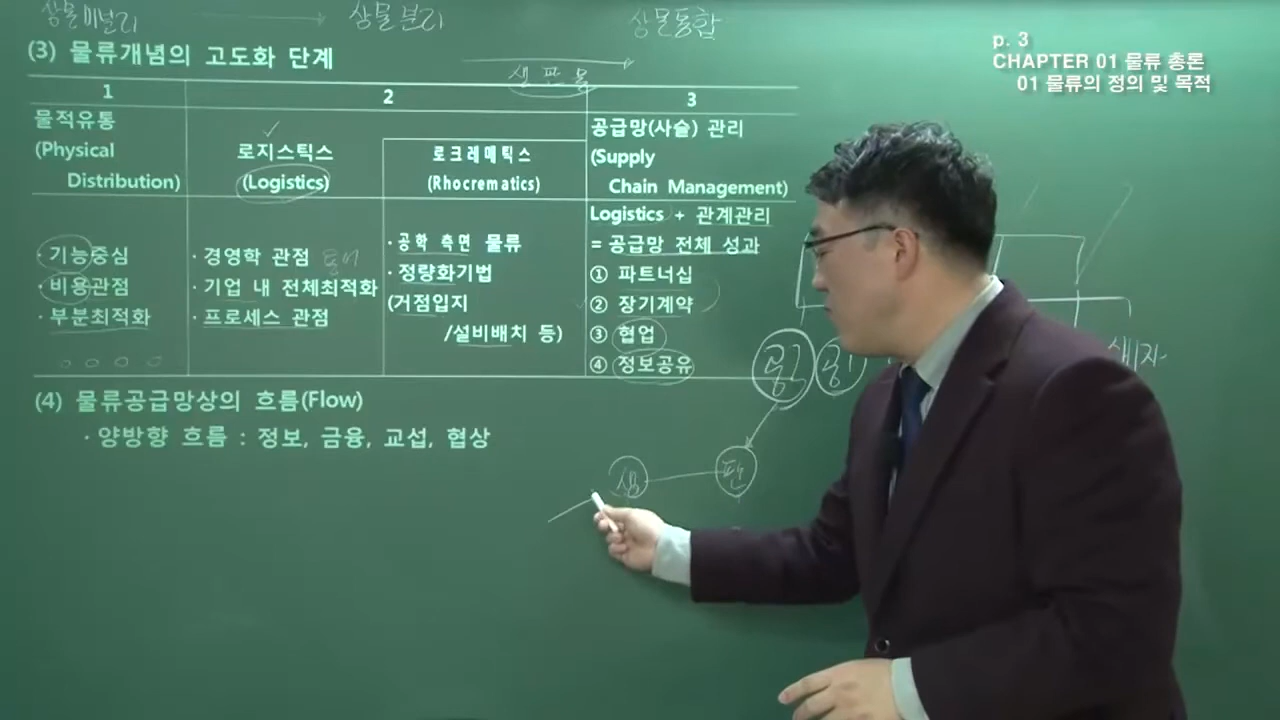 상물미분리 상물분리 상물통합
p. 3
CHAPTER 01 물류 총론
01 물류의 정의 및 목적
(3) 물류개념의 고도화 단계
생 판 물
1 2 3
물적유통
(Physical
Distribution)
✓
로지스틱스
(Logistics)
로크레매틱스
(Rhocrematics)
공급망(사슬) 관리
(Supply
Chain Management)
· 기능중심
· 비용관점
· 부분최적화
· 경영학 관점 용어
· 기업 내 전체최적화
· 프로세스 관점
· 공학 측면 물류
· 정량화기법
(거점입지
/설비배치 등)
Logistics + 관계관리
= 공급망 전체 성과
① 파트너십
② 장기계약
③ 협업
④ 정보공유
(4) 물류공급망상의 흐름(Flow)
· 양방향 흐름 : 정보, 금융, 교섭, 협상
판